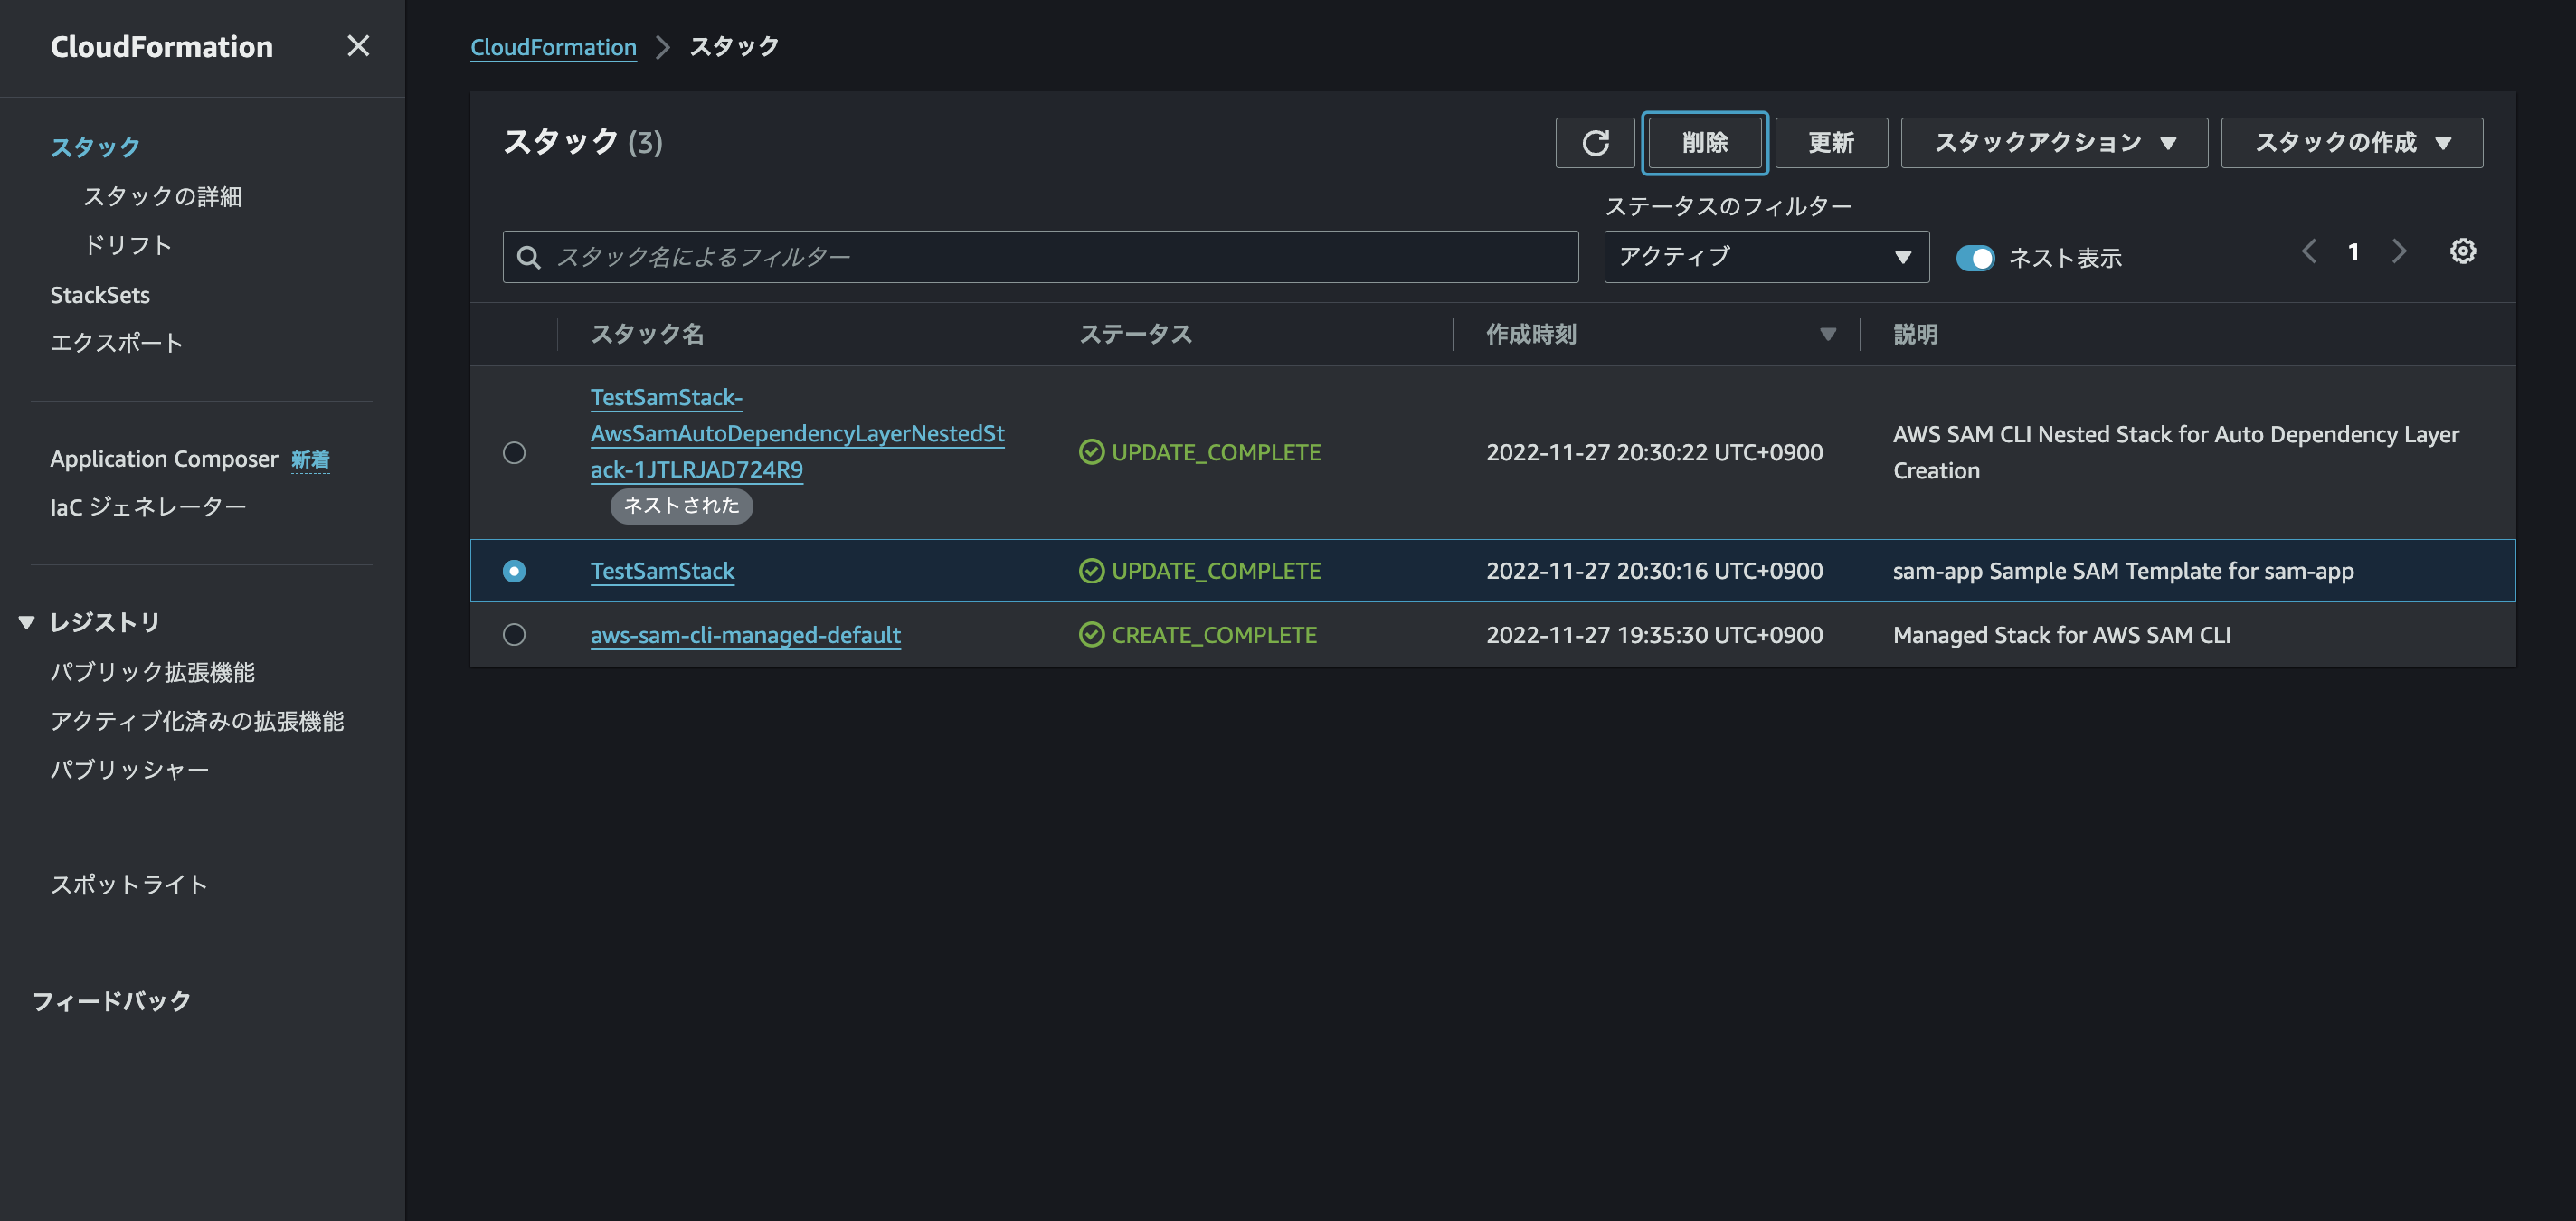 CloudFormation
スタック
スタックの詳細
ドリフト
StackSets
エクスポート
Application Composer 新着
IaC ジェネレーター
レジストリ
パブリック拡張機能
アクティブ化済みの拡張機能
パブリッシャー
スポットライト
フィードバック
CloudFormation スタック
スタック (3)
削除 更新 スタックアクション スタックの作成
ステータスのフィルター
スタック名によるフィルター アクティブ ネスト表示 1
スタック名 ステータス 作成時刻 説明
TestSamStack-
AwsSamAutoDependencyLayerNestedSt
ack-1JTLRJAD724R9
ネストされた
UPDATE_COMPLETE
2022-11-27 20:30:22 UTC+0900
AWS SAM CLI Nested Stack for Auto Dependency Layer
Creation
TestSamStack UPDATE_COMPLETE 2022-11-27 20:30:16 UTC+0900 sam-app Sample SAM Template for sam-app
aws-sam-cli-managed-default CREATE_COMPLETE 2022-11-27 19:35:30 UTC+0900 Managed Stack for AWS SAM CLI